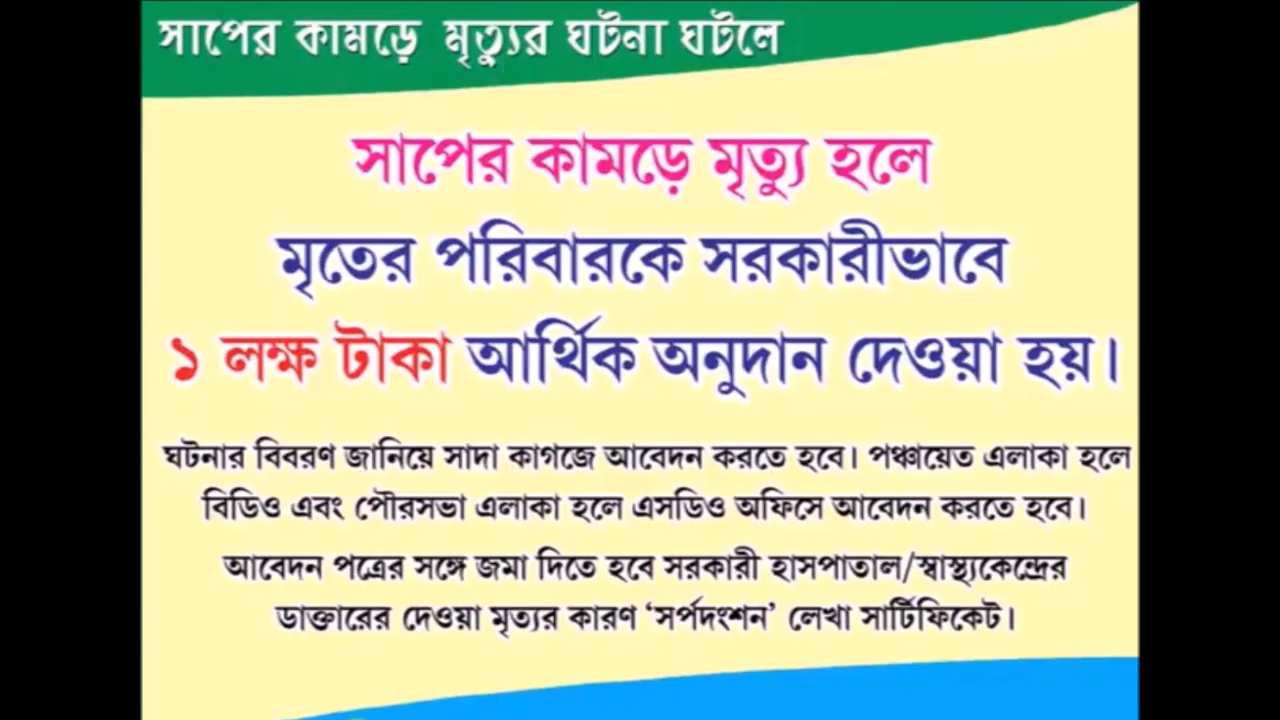 সাপের কামড়ে মৃত্যুর ঘটনা ঘটলে
সাপের কামড়ে মৃত্যু হলে
মৃতের পরিবারকে সরকারীভাবে
১ লক্ষ টাকা আর্থিক অনুদান দেওয়া হয়।
ঘটনার বিবরণ জানিয়ে সাদা কাগজে আবেদন করতে হবে। পঞ্চায়েত এলাকা হলে
বিডিও এবং পৌরসভা এলাকা হলে এসডিও অফিসে আবেদন করতে হবে।
আবেদন পত্রের সঙ্গে জমা দিতে হবে সরকারী হাসপাতাল/স্বাস্থ্যকেন্দ্রের
ডাক্তারের দেওয়া মৃত্যর কারণ ‘সর্পদংশন’ লেখা সার্টিফিকেট।